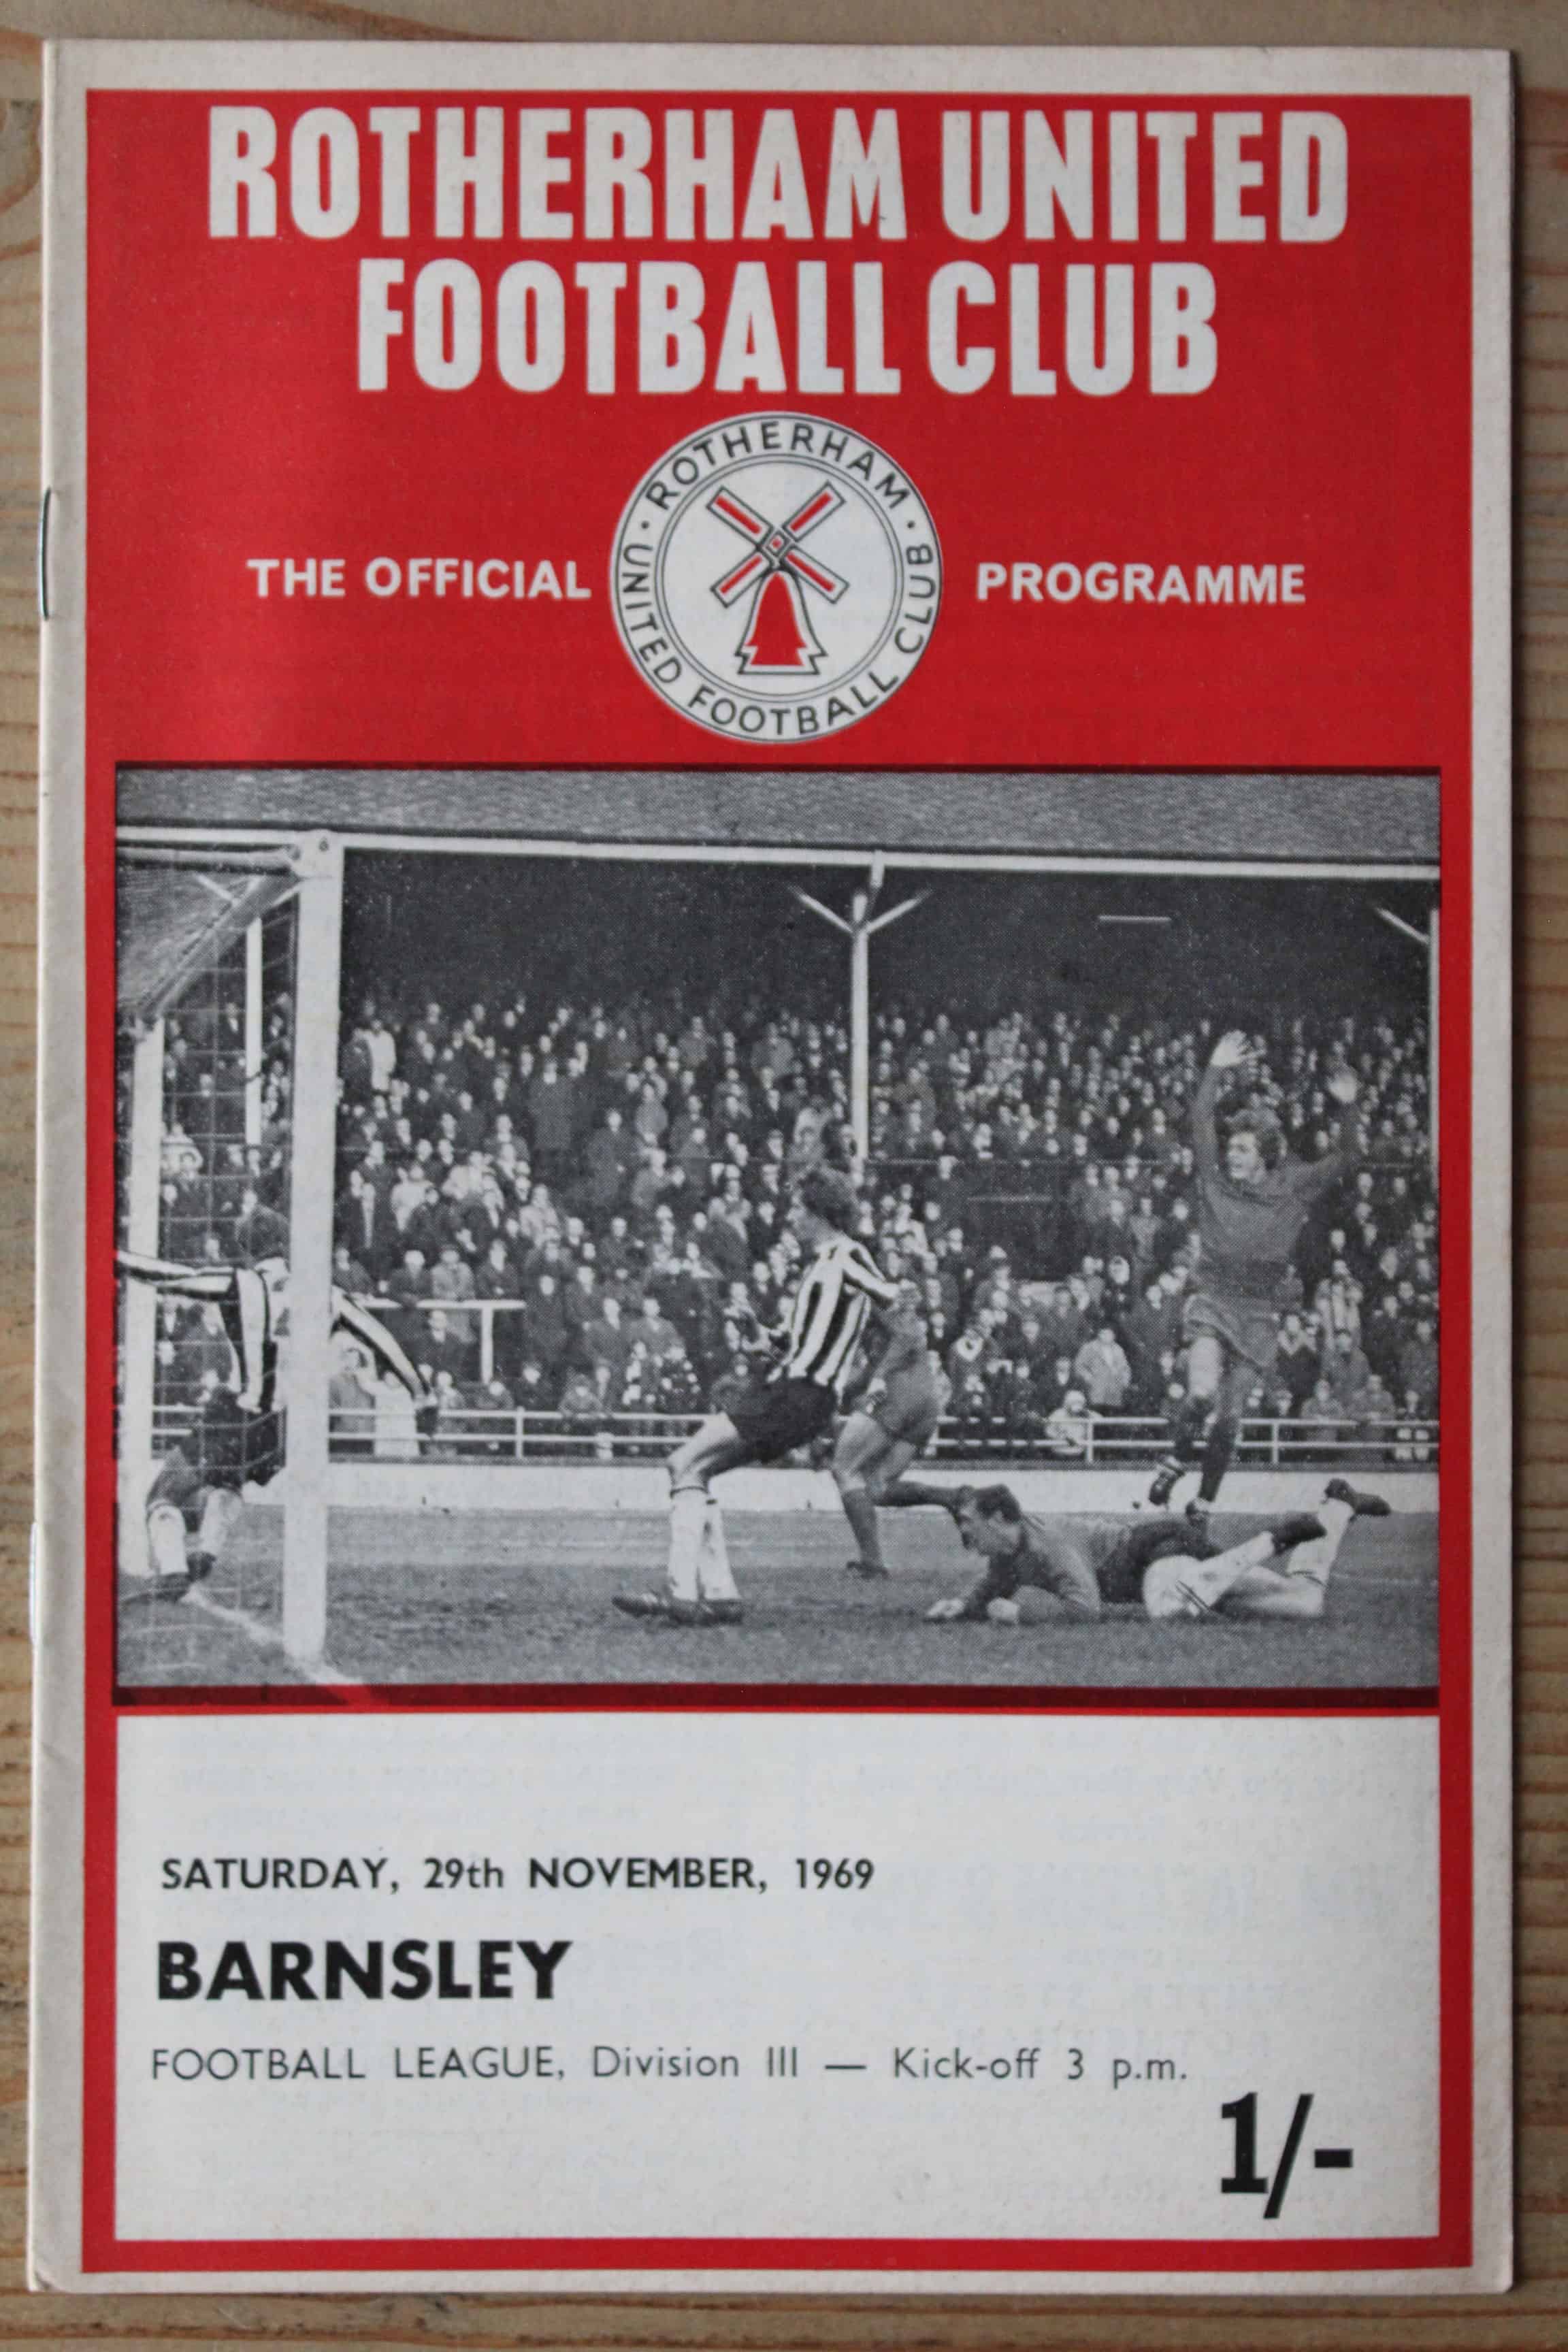 ROTHERHAM UNITED
FOOTBALL CLUB
THE OFFICIAL
ROTHERHAM · UNITED FOOTBALL CLUB ·
PROGRAMME
SATURDAY, 29th NOVEMBER, 1969
BARNSLEY
FOOTBALL LEAGUE, Division III — Kick-off 3 p.m.
1/-